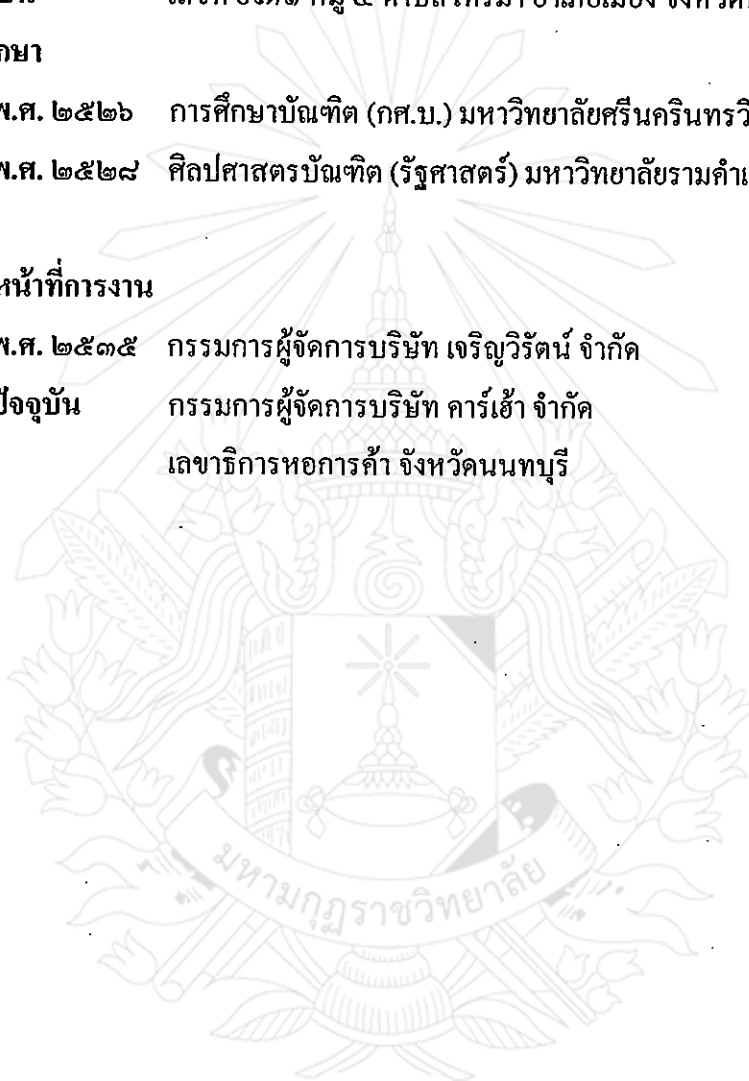 กษา
พ.ศ. ๒๕๒๖ การศึกษาบัณฑิต (กศ.บ.) มหาวิทยาลัยศรีนครินทรวิ
พ.ศ. ๒๕๒๘ ศิลปศาสตรบัณฑิต (รัฐศาสตร์) มหาวิทยาลัยรามคำแ
หน้าที่การงาน
พ.ศ. ๒๕๓๕ กรรมการผู้จัดการบริษัท เจริญวิรัตน์ จำกัด
ปัจจุบัน กรรมการผู้จัดการบริษัท คาร์เฮ้า จำกัด
เลขาธิการหอการค้า จังหวัดนนทบุรี
มหามกุฏราชวิทยาลัย